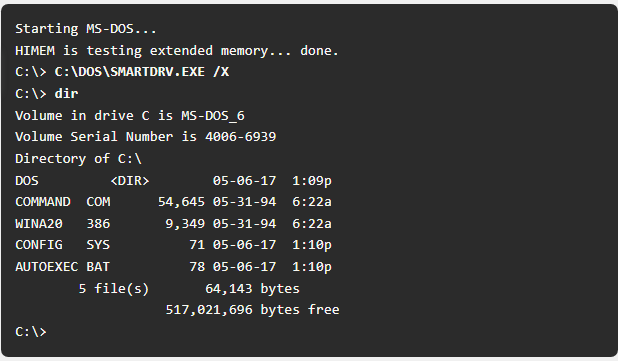 Starting MS-DOS...
HIMEM is testing extended memory... done.
C:\> C:\DOS\SMARTDRV.EXE /X
C:\> dir
Volume in drive C is MS-DOS_6
Volume Serial Number is 4006-6939
Directory of C:\
DOS         <DIR>        05-06-17  1:09p
COMMAND  COM      54,645 05-31-94  6:22a
WINA20   386       9,349 05-31-94  6:22a
CONFIG   SYS          71 05-06-17  1:10p
AUTOEXEC BAT          78 05-06-17  1:10p
        5 file(s)       64,143 bytes
                   517,021,696 bytes free
C:\>